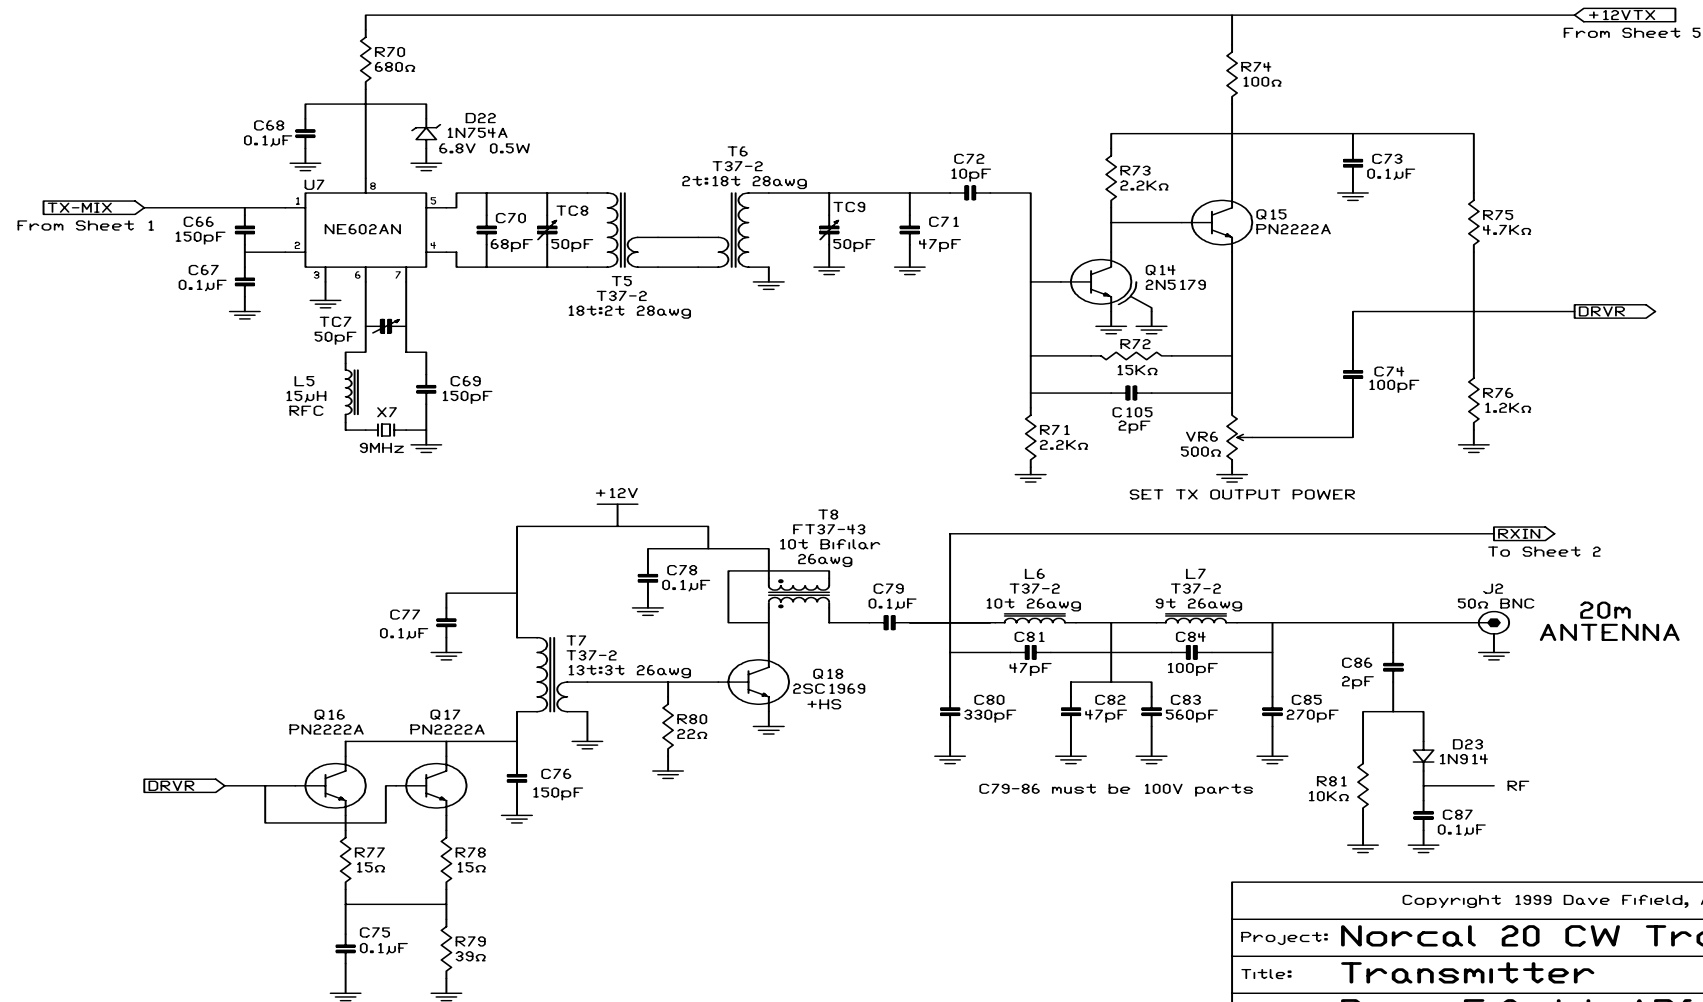 +12VTX
From Sheet 5
R70
680Ω
R74
100Ω
C68
0.1µF
D22
1N754A
6.8V 0.5W
U7
8
TX-MIX
From Sheet 1
C66
150pF
C67
0.1µF
1
2
3
6
7
5
4
NE602AN
C70
68pF
TC8
50pF
T6
T37-2
2t:18t 28awg
T5
T37-2
18t:2t 28awg
TC9
50pF
C71
47pF
C72
10pF
R73
2.2KΩ
C73
0.1µF
Q15
PN2222A
R75
4.7KΩ
Q14
2N5179
DRVR
TC7
50pF
L5
15µH
RFC
X7
9MHz
C69
150pF
R72
15KΩ
C105
2pF
R71
2.2KΩ
C74
100pF
VR6
500Ω
R76
1.2KΩ
SET TX OUTPUT POWER
+12V
T8
FT37-43
10t Bifilar
26awg
RXIN
To Sheet 2
C78
0.1µF
C77
0.1µF
C79
0.1µF
L6
T37-2
10t 26awg
L7
T37-2
9t 26awg
J2
50Ω BNC
20m
ANTENNA
T7
T37-2
13t:3t 26awg
C81
47pF
C84
100pF
C86
2pF
Q18
2SC1969
+HS
R80
22Ω
C80
330pF
C82
47pF
C83
560pF
C85
270pF
Q16
PN2222A
Q17
PN2222A
DRVR
C76
150pF
C79-86 must be 100V parts
D23
1N914
R81
10KΩ
RF
C87
0.1µF
R77
15Ω
R78
15Ω
C75
0.1µF
R79
39Ω
Copyright 1999 Dave Fifield,
Project: Norcal 20 CW
Title: Transmitter